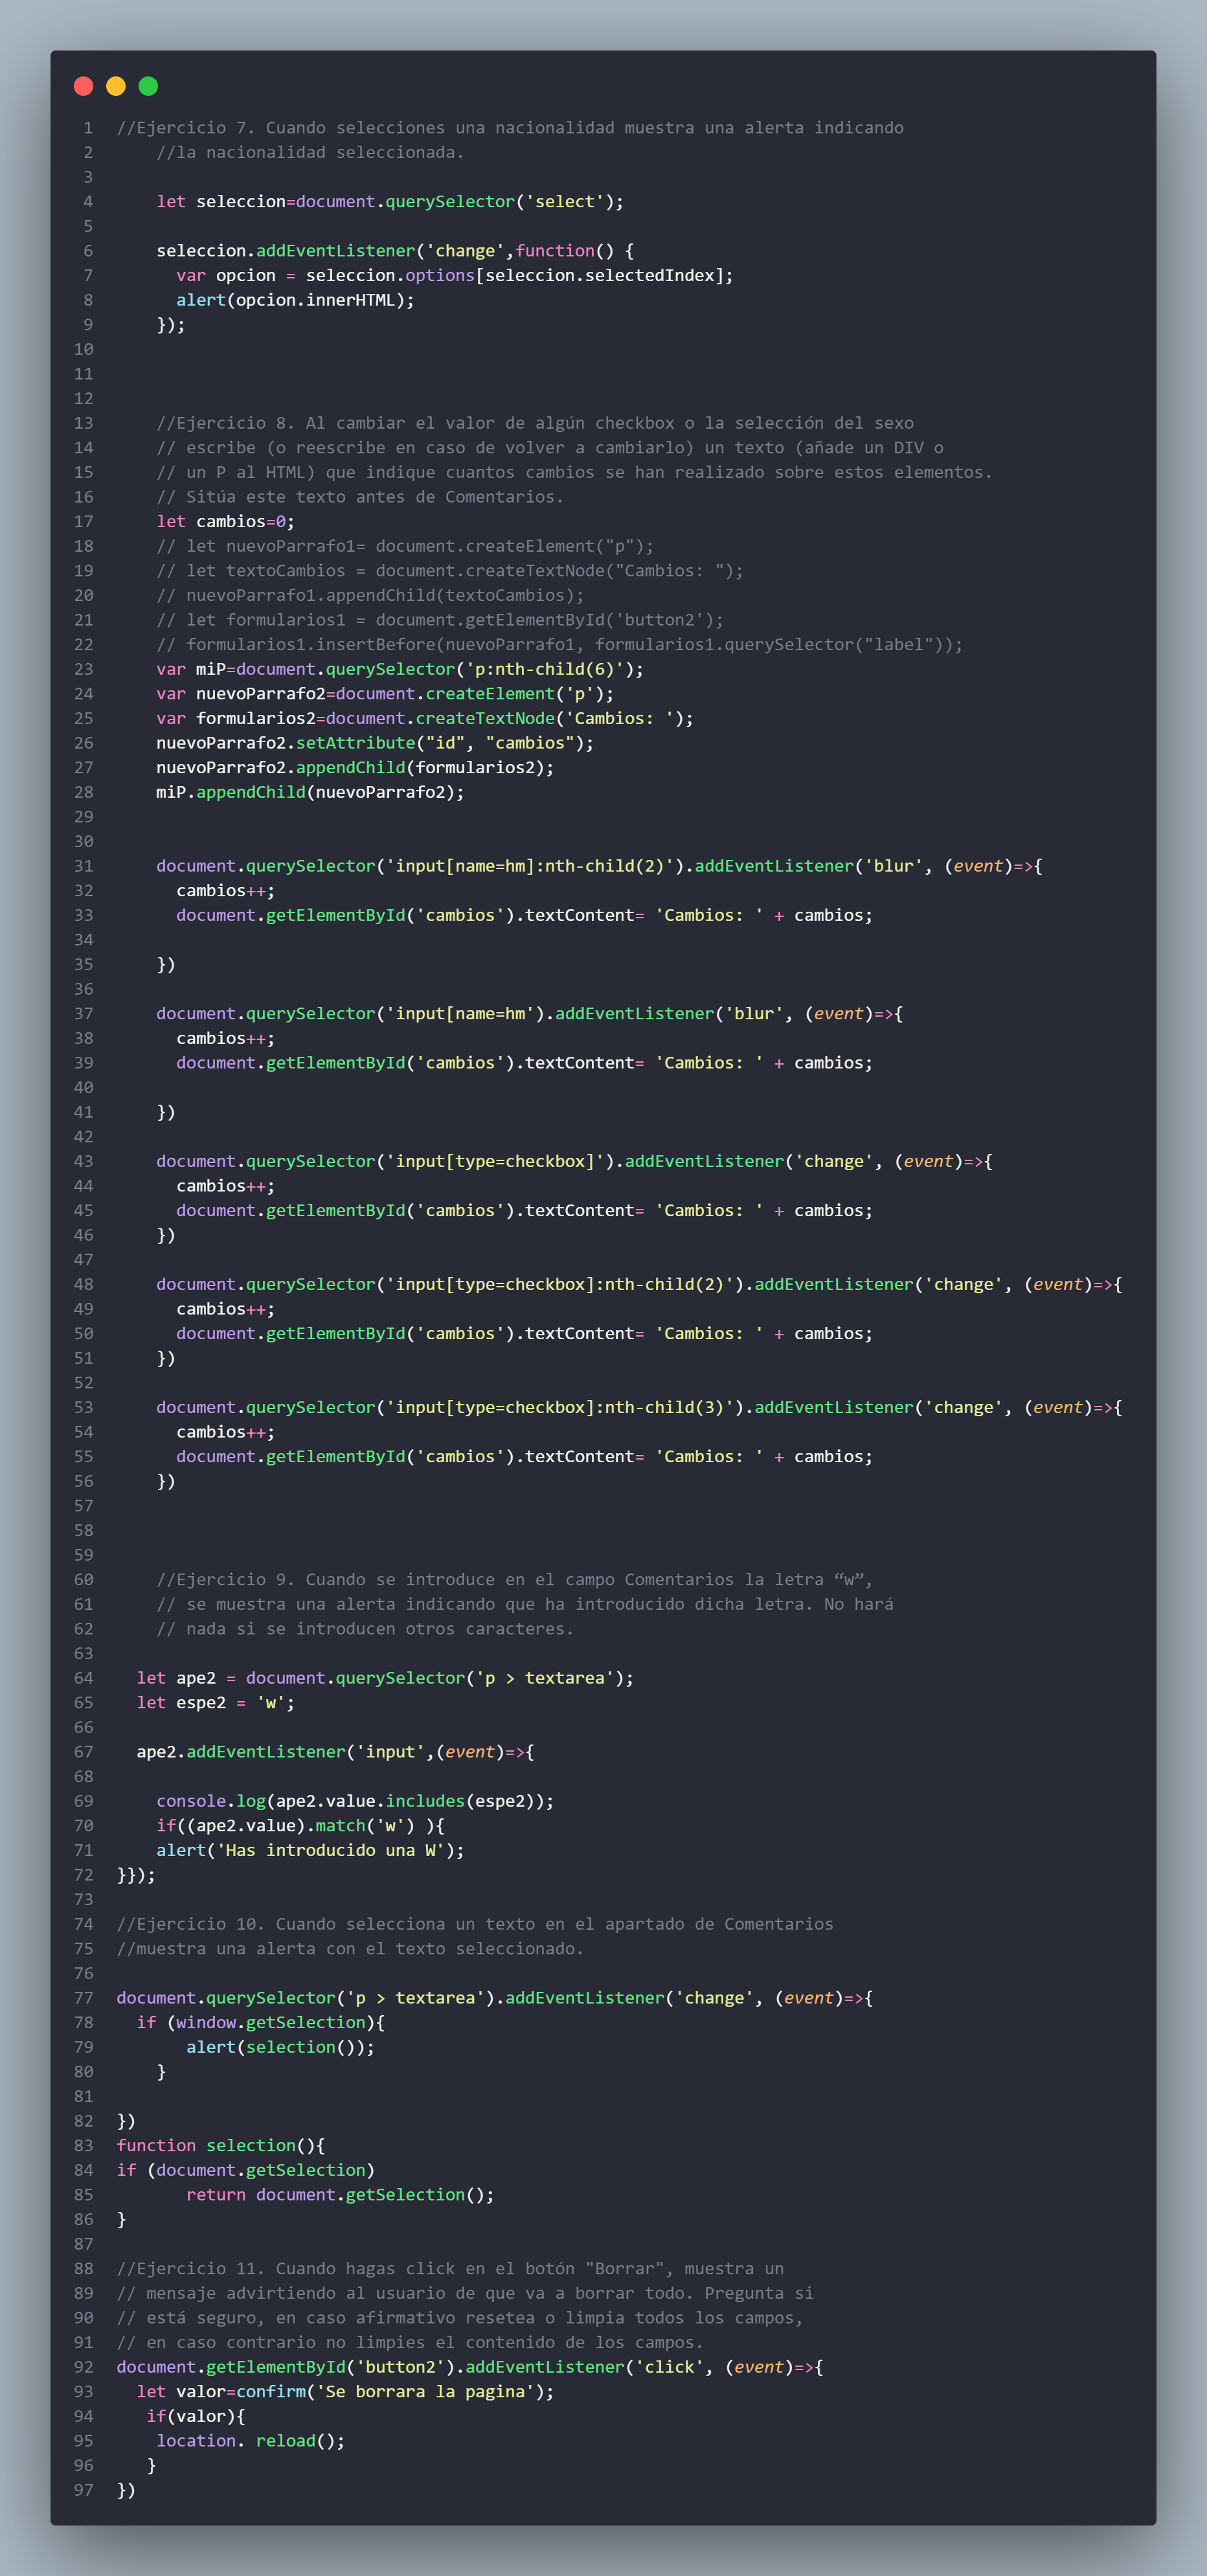 1 //Ejercicio 7. Cuando selecciones una nacionalidad muestra una alerta indicando
2     //la nacionalidad seleccionada.
3
4     let seleccion=document.querySelector('select');
5
6     seleccion.addEventListener('change',function() {
7       var opcion = seleccion.options[seleccion.selectedIndex];
8       alert(opcion.innerHTML);
9     });
10
11
12
13     //Ejercicio 8. Al cambiar el valor de algún checkbox o la selección del sexo
14     // escribe (o reescribe en caso de volver a cambiarlo) un texto (añade un DIV o
15     // un P al HTML) que indique cuantos cambios se han realizado sobre estos elementos.
16     // Sitúa este texto antes de Comentarios.
17     let cambios=0;
18     // let nuevoParrafo1= document.createElement("p");
19     // let textoCambios = document.createTextNode("Cambios: ");
20     // nuevoParrafo1.appendChild(textoCambios);
21     // let formularios1 = document.getElementById('button2');
22     // formularios1.insertBefore(nuevoParrafo1, formularios1.querySelector("label"));
23     var miP=document.querySelector('p:nth-child(6)');
24     var nuevoParrafo2=document.createElement('p');
25     var formularios2=document.createTextNode('Cambios: ');
26     nuevoParrafo2.setAttribute("id", "cambios");
27     nuevoParrafo2.appendChild(formularios2);
28     miP.appendChild(nuevoParrafo2);
29
30
31     document.querySelector('input[name=hm]:nth-child(2)').addEventListener('blur', (event)=>{
32       cambios++;
33       document.getElementById('cambios').textContent= 'Cambios: ' + cambios;
34
35     })
36
37     document.querySelector('input[name=hm').addEventListener('blur', (event)=>{
38       cambios++;
39       document.getElementById('cambios').textContent= 'Cambios: ' + cambios;
40
41     })
42
43     document.querySelector('input[type=checkbox]').addEventListener('change', (event)=>{
44       cambios++;
45       document.getElementById('cambios').textContent= 'Cambios: ' + cambios;
46     })
47
48     document.querySelector('input[type=checkbox]:nth-child(2)').addEventListener('change', (event)=>{
49       cambios++;
50       document.getElementById('cambios').textContent= 'Cambios: ' + cambios;
51     })
52
53     document.querySelector('input[type=checkbox]:nth-child(3)').addEventListener('change', (event)=>{
54       cambios++;
55       document.getElementById('cambios').textContent= 'Cambios: ' + cambios;
56     })
57
58
59
60     //Ejercicio 9. Cuando se introduce en el campo Comentarios la letra “w”,
61     // se muestra una alerta indicando que ha introducido dicha letra. No hará
62     // nada si se introducen otros caracteres.
63
64   let ape2 = document.querySelector('p > textarea');
65   let espe2 = 'w';
66
67   ape2.addEventListener('input',(event)=>{
68
69     console.log(ape2.value.includes(espe2));
70     if((ape2.value).match('w') ){
71     alert('Has introducido una W');
72 }});
73
74 //Ejercicio 10. Cuando selecciona un texto en el apartado de Comentarios
75 //muestra una alerta con el texto seleccionado.
76
77 document.querySelector('p > textarea').addEventListener('change', (event)=>{
78   if (window.getSelection){
79        alert(selection());
80     }
81
82 })
83 function selection(){
84 if (document.getSelection)
85        return document.getSelection();
86 }
87
88 //Ejercicio 11. Cuando hagas click en el botón "Borrar", muestra un
89 // mensaje advirtiendo al usuario de que va a borrar todo. Pregunta si
90 // está seguro, en caso afirmativo resetea o limpia todos los campos,
91 // en caso contrario no limpies el contenido de los campos.
92 document.getElementById('button2').addEventListener('click', (event)=>{
93   let valor=confirm('Se borrara la pagina');
94    if(valor){
95     location. reload();
96    }
97 })